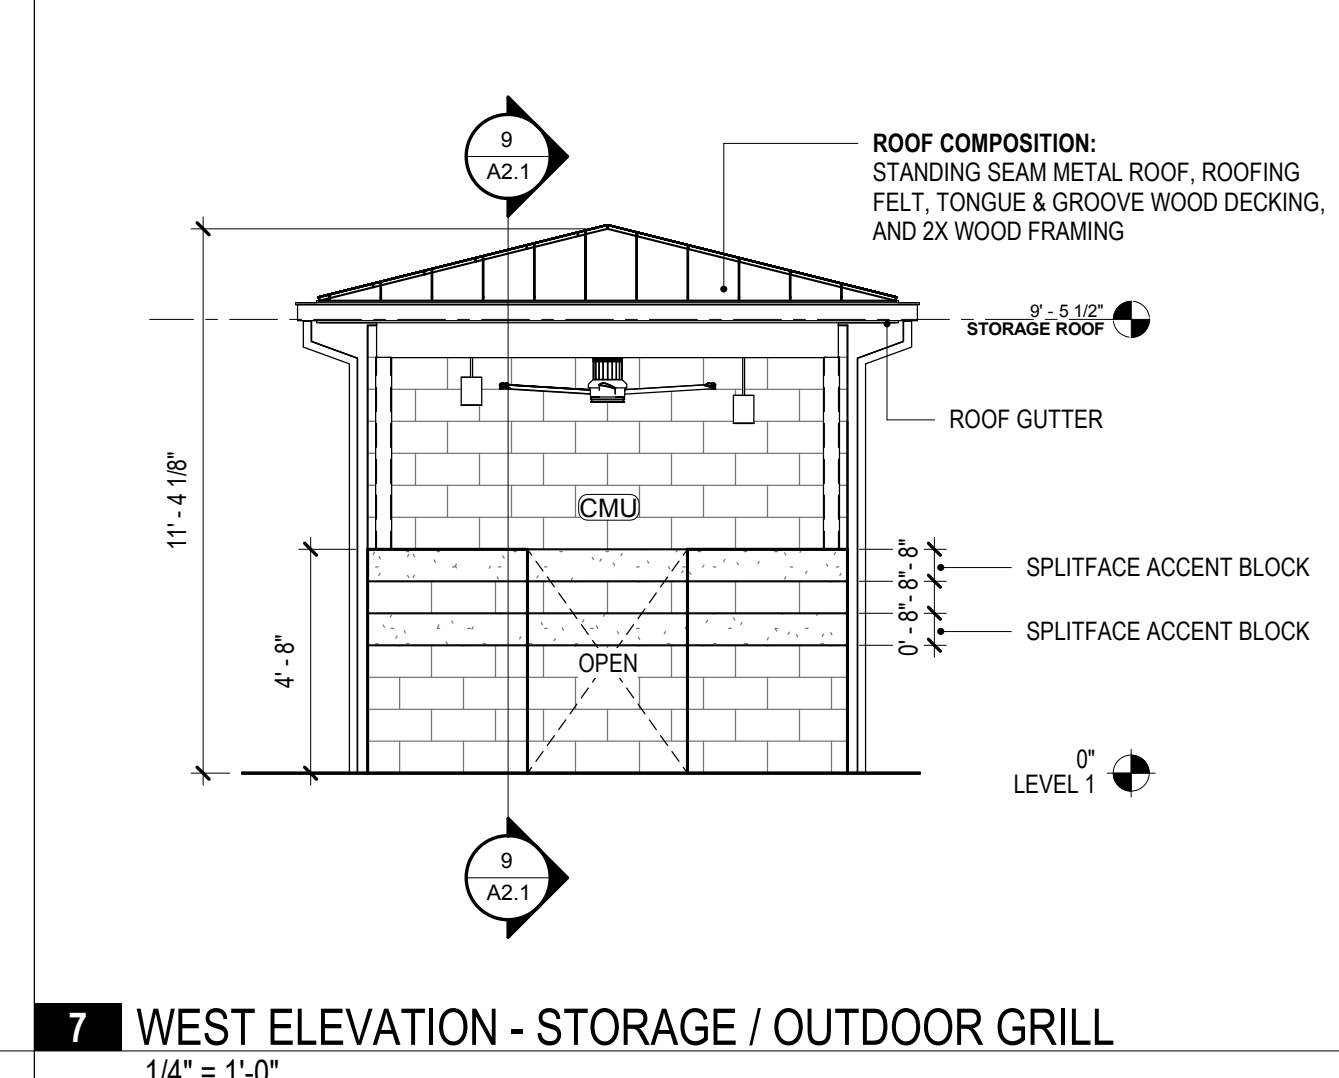 9
A2.1
ROOF COMPOSITION:
STANDING SEAM METAL ROOF, ROOFING
FELT, TONGUE & GROOVE WOOD DECKING,
AND 2X WOOD FRAMING
9' - 5 1/2"
STORAGE ROOF
ROOF GUTTER
11' - 4 1/8"
CMU
0' - 8"- 8"- 8"
SPLITFACE ACCENT BLOCK
SPLITFACE ACCENT BLOCK
4' - 8"
OPEN
0"
LEVEL 1
9
A2.1
7 WEST ELEVATION - STORAGE / OUTDOOR GRILL
1/4" = 1'-0"